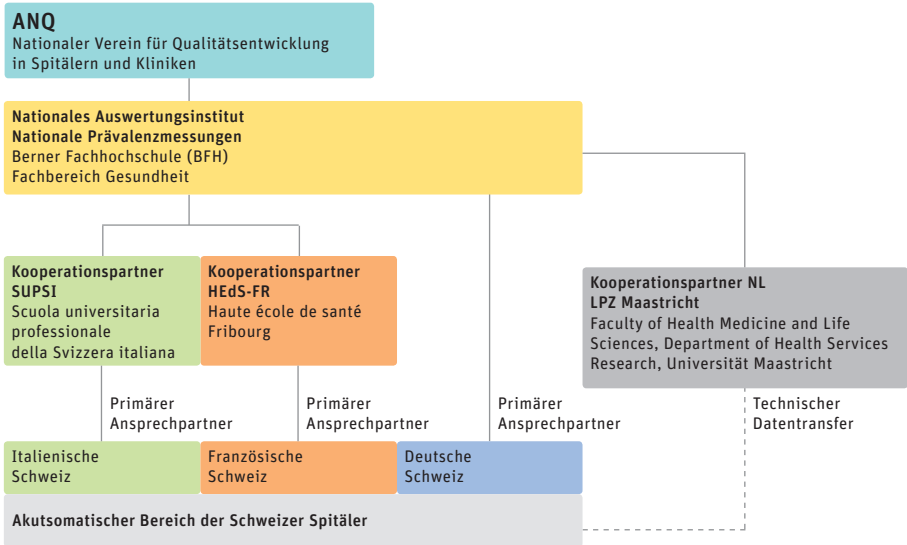 ANQ
Nationaler Verein für Qualitätsentwicklung
in Spitälern und Kliniken
Nationales Auswertungsinstitut
Nationale Prävalenzmessungen
Berner Fachhochschule (BFH)
Fachbereich Gesundheit
Kooperationspartner
SUPSI
Scuola universitaria
professionale
della Svizzera italiana
Kooperationspartner
HEdS-FR
Haute école de santé
Fribourg
Kooperationspartner NL
LPZ Maastricht
Faculty of Health Medicine and Life
Sciences, Department of Health Services
Research, Universität Maastricht
Primärer
Ansprechpartner
Primärer
Ansprechpartner
Primärer
Ansprechpartner
Technischer
Datentransfer
Italienische
Schweiz
Französische
Schweiz
Deutsche
Schweiz
Akutsomatischer Bereich der Schweizer Spitäler